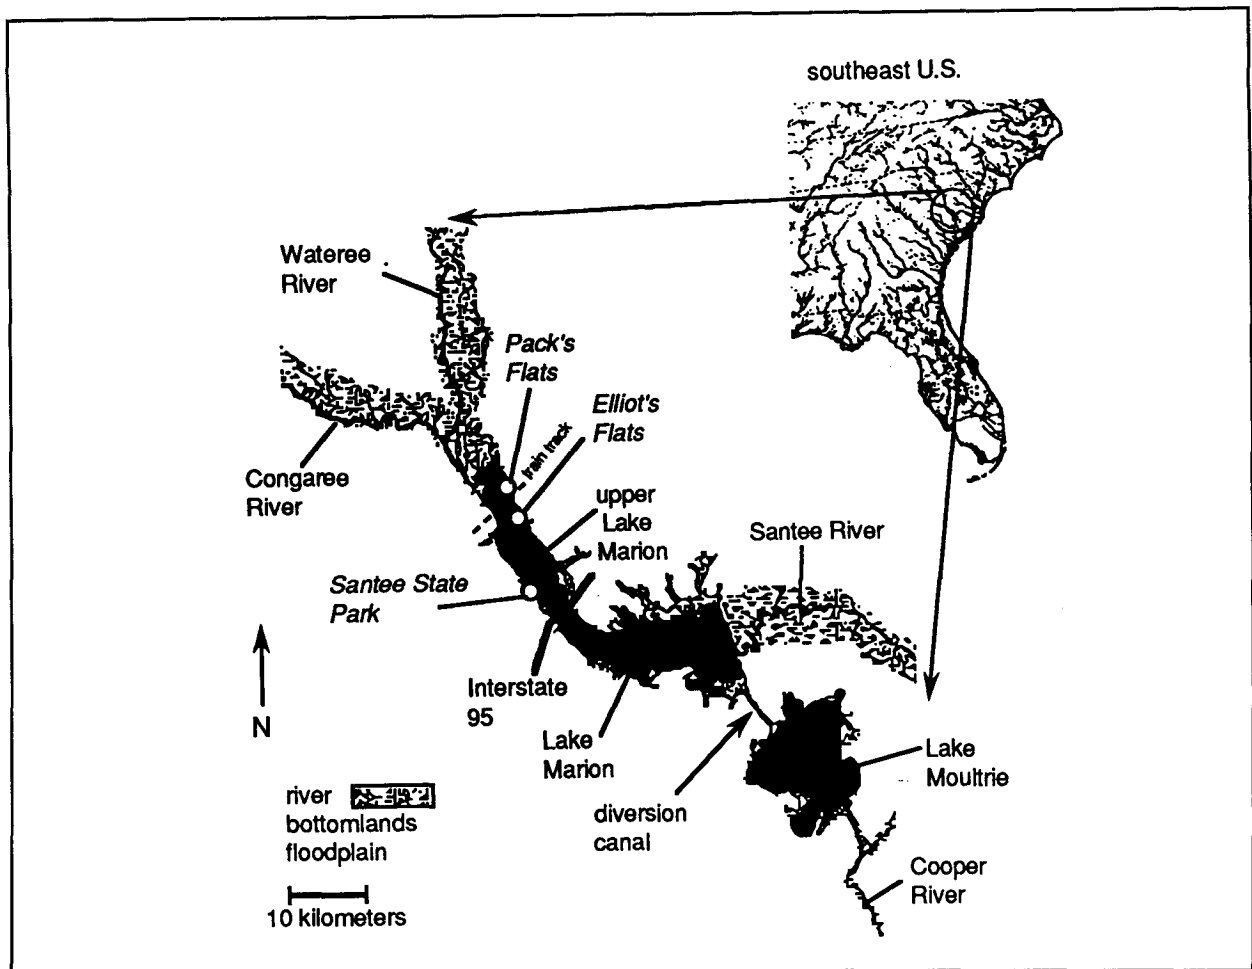 southeast U.S.
Wateree
River
Pack's
Flats
Elliot's
Flats
train track
Congaree
River
upper
Lake
Marion
Santee River
Santee State
Park
Interstate
95
N
Lake
Marion
Lake
Moultrie
diversion
canal
river
bottomlands
floodplain
Cooper
River
10 kilometers